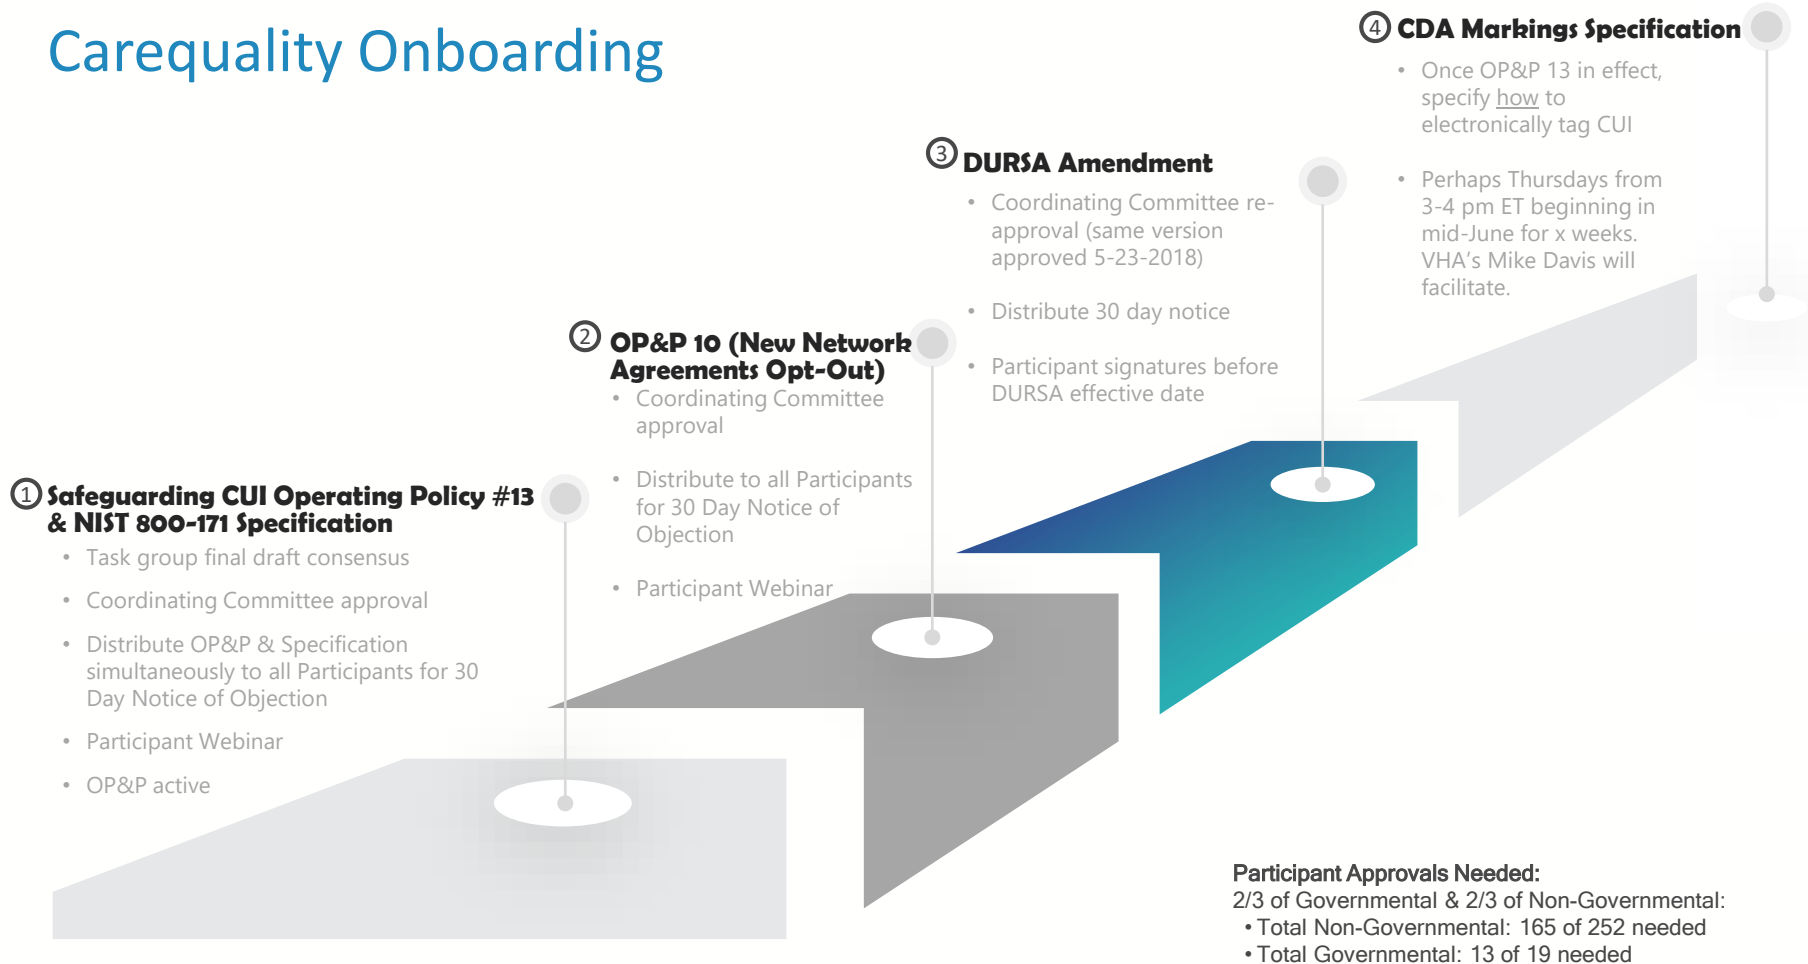 Carequality Onboarding
① Safeguarding CUI Operating Policy #13
& NIST 800-171 Specification
• Task group final draft consensus
• Coordinating Committee approval
• Distribute OP&P & Specification
simultaneously to all Participants for 30
Day Notice of Objection
• Participant Webinar
• OP&P active
② OP&P 10 (New Network
Agreements Opt-Out)
• Coordinating Committee
approval
• Distribute to all Participants
for 30 Day Notice of
Objection
• Participant Webinar
③ DURSA Amendment
• Coordinating Committee re-
approval (same version
approved 5-23-2018)
• Distribute 30 day notice
• Participant signatures before
DURSA effective date
④ CDA Markings Specification
• Once OP&P 13 in effect,
specify how to
electronically tag CUI
• Perhaps Thursdays from
3-4 pm ET beginning in
mid-June for x weeks.
VHA's Mike Davis will
facilitate.
Participant Approvals Needed:
2/3 of Governmental & 2/3 of Non-Governmental:
• Total Non-Governmental: 165 of 252 needed
• Total Governmental: 13 of 19 needed